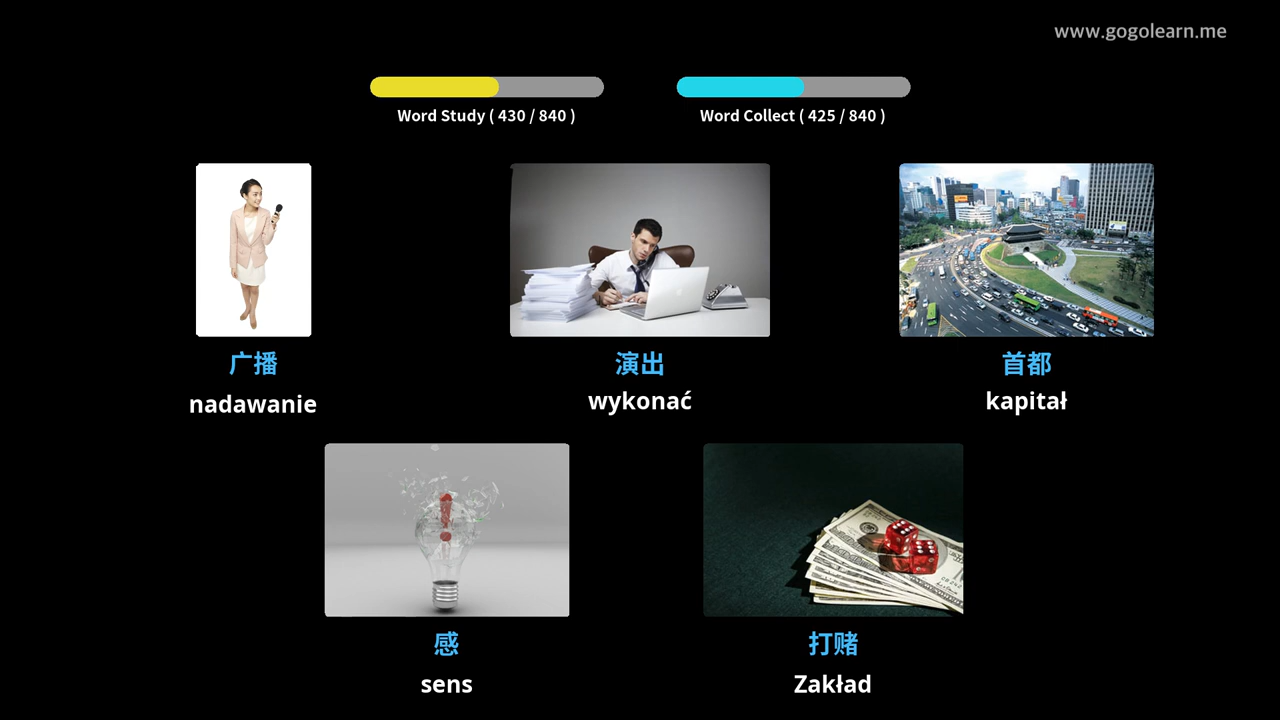 www.gogolearn.me
Word Study ( 430 / 840 )
Word Collect ( 425 / 840 )
广播
演出
首都
nadawanie
wykonać
kapitał
感
打赌
sens
Zakład